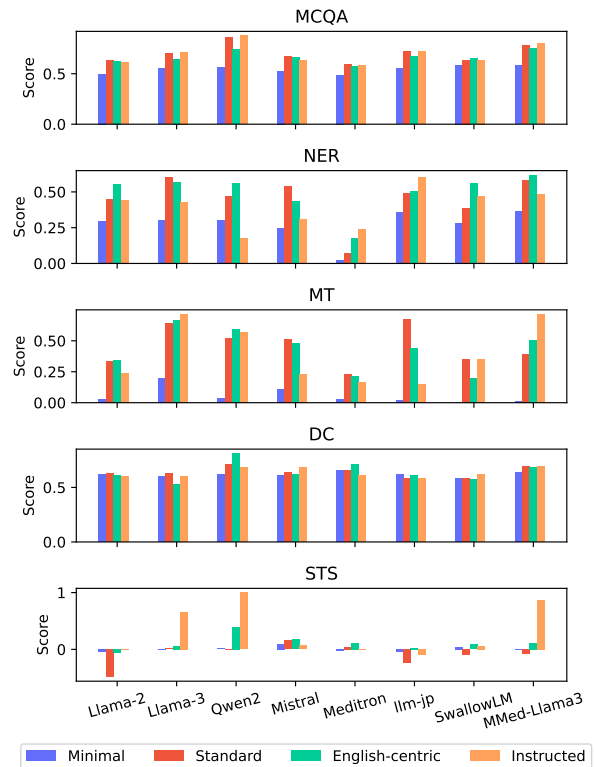 MCQA
Score
0.5
0.0
NER
Score
0.50
0.25
0.00
MT
Score
0.50
0.25
0.00
DC
Score
0.5
0.0
STS
Score
1
0
Llama-2 Llama-3 Qwen2 Mistral Meditron llm-jp SwallowLM MMed-Llama3
Minimal Standard English-centric Instructed